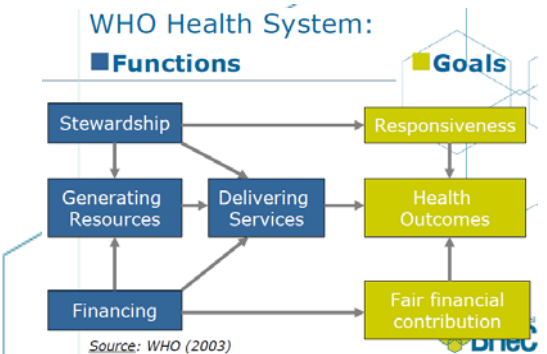 WHO Health System:
Functions
Goals
Stewardship
Responsiveness
Generating
Resources
Delivering
Services
Health
Outcomes
Financing
Fair financial
contribution
Source: WHO (2003)